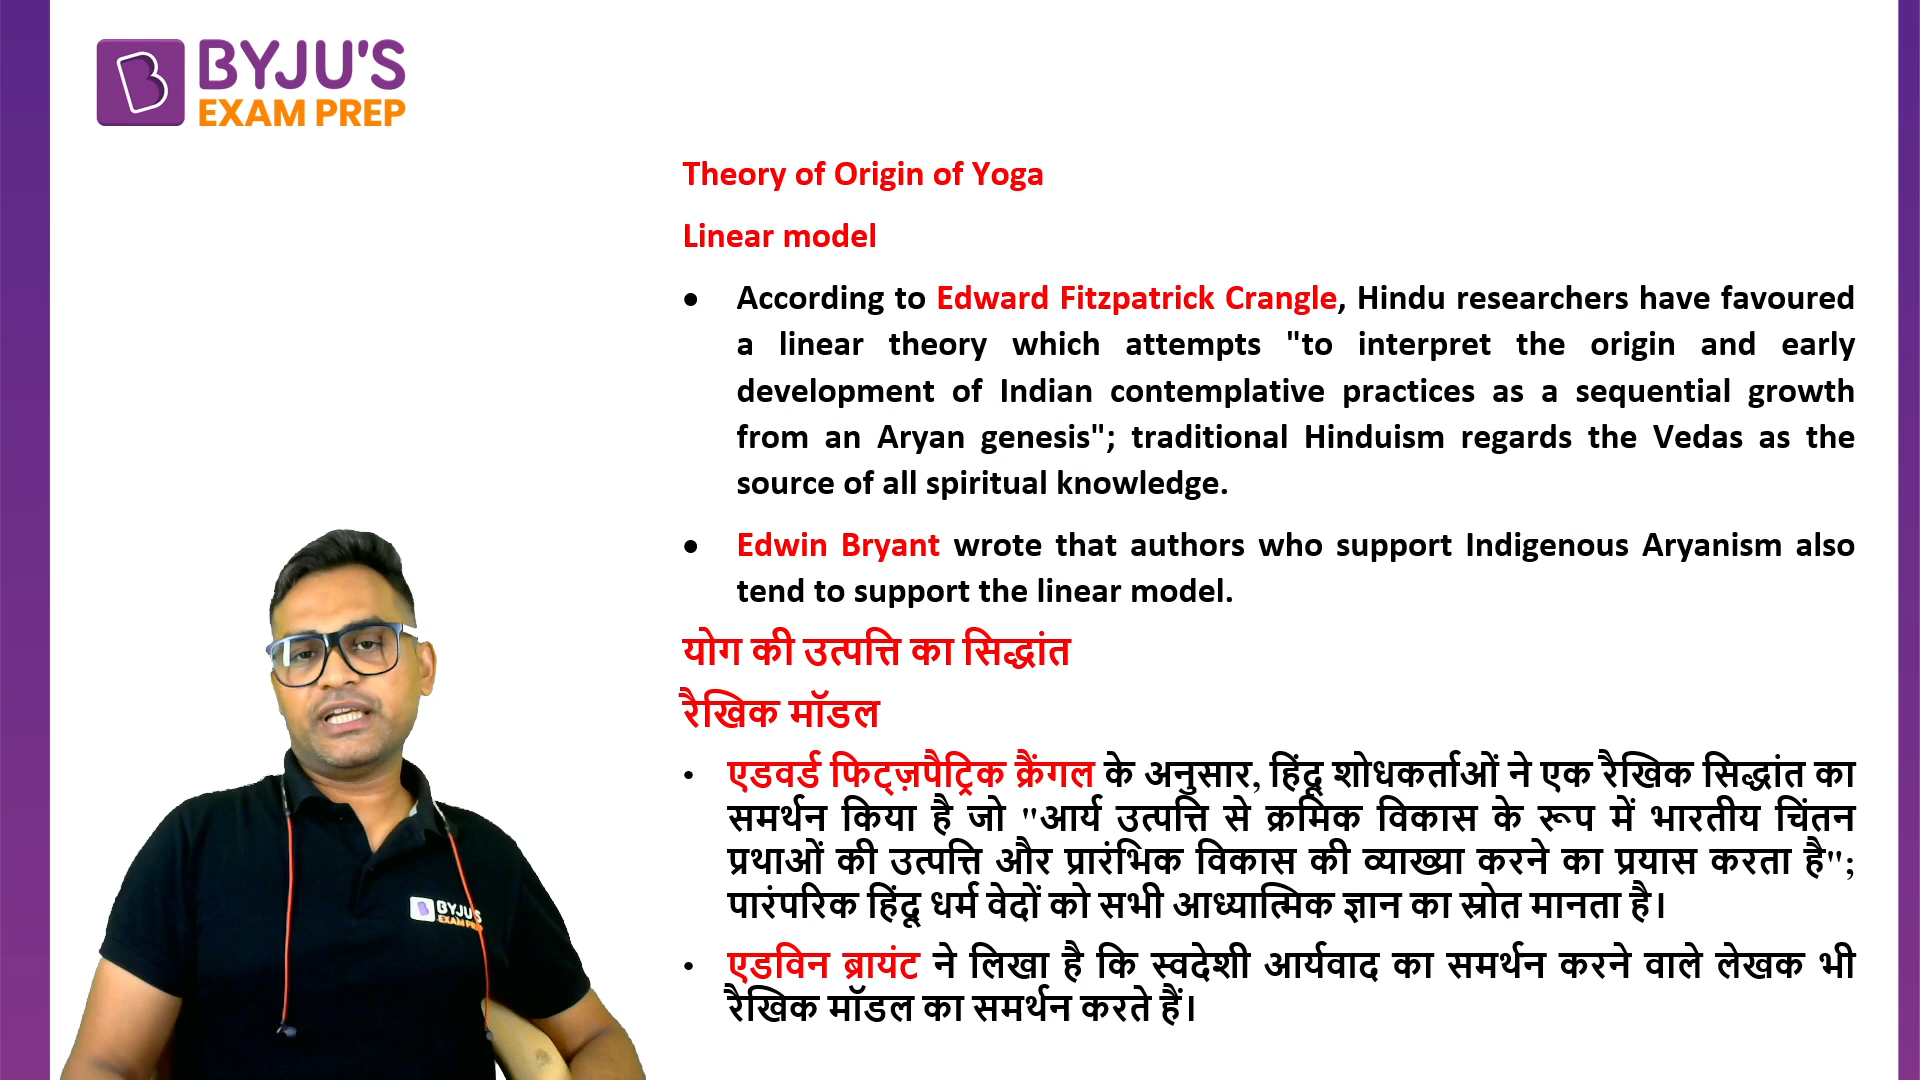 BYJU'S
EXAM PREP
Theory of Origin of Yoga
Linear model
• According to Edward Fitzpatrick Crangle, Hindu researchers have favoured
a linear theory which attempts "to interpret the origin and early
development of Indian contemplative practices as a sequential growth
from an Aryan genesis"; traditional Hinduism regards the Vedas as the
source of all spiritual knowledge.
• Edwin Bryant wrote that authors who support Indigenous Aryanism also
tend to support the linear model.
योग की उत्पत्ति का सिद्धांत
रैखिक मॉडल
• एडवर्ड फिट्ज़पैट्रिक क्रैंगल के अनुसार, हिंदू शोधकर्ताओं ने एक रैखिक सिद्धांत का
समर्थन किया है जो "आर्य उत्पत्ति से क्रमिक विकास के रूप में भारतीय चिंतन
प्रथाओं की उत्पत्ति और प्रारंभिक विकास की व्याख्या करने का प्रयास करता है";
पारंपरिक हिंदू धर्म वेदों को सभी आध्यात्मिक ज्ञान का स्रोत मानता है।
• एडविन ब्रायंट ने लिखा है कि स्वदेशी आर्यवाद का समर्थन करने वाले लेखक भी
रैखिक मॉडल का समर्थन करते हैं।
BYJU'S
EXAM PREP